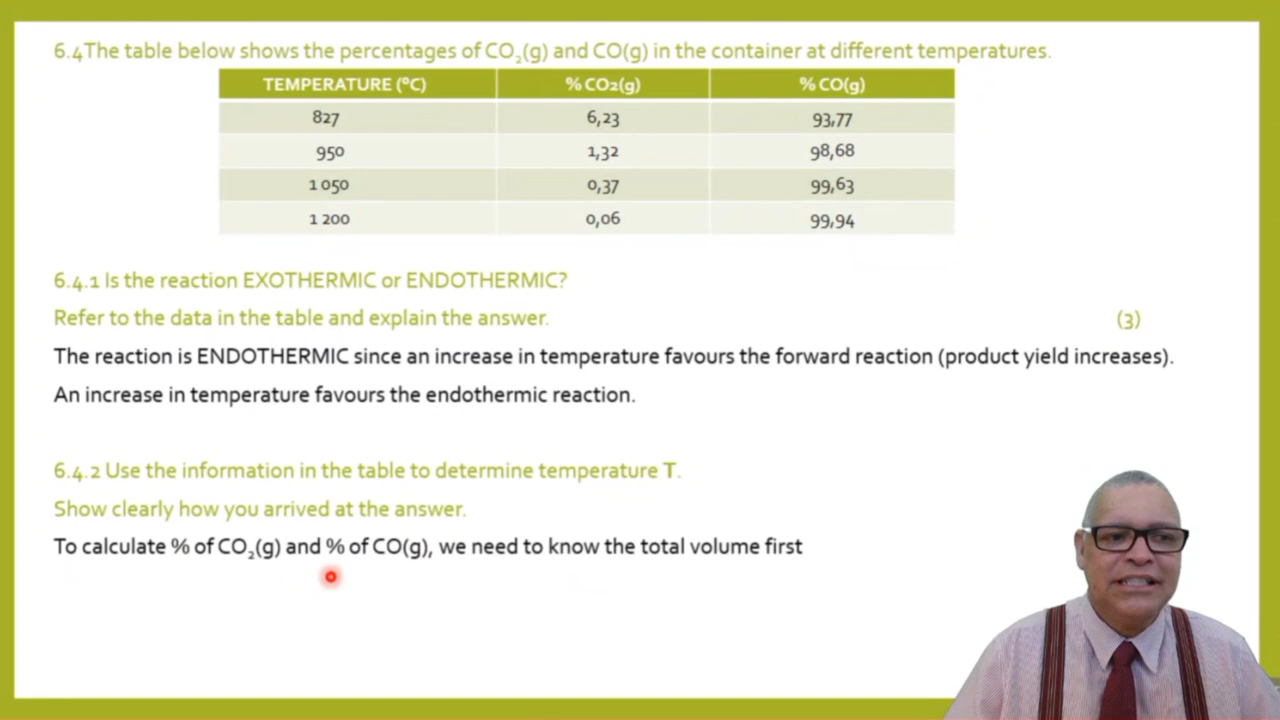 6.4The table below shows the percentages of CO₂(g) and CO(g) in the container at different temperatures.
TEMPERATURE (ºC) % CO2(g) % CO(g)
827 6,23 93,77
950 1,32 98,68
1 050 0,37 99,63
1 200 0,06 99,94
6.4.1 Is the reaction EXOTHERMIC or ENDOTHERMIC?
Refer to the data in the table and explain the answer. (3)
The reaction is ENDOTHERMIC since an increase in temperature favours the forward reaction (product yield increases).
An increase in temperature favours the endothermic reaction.
6.4.2 Use the information in the table to determine temperature T.
Show clearly how you arrived at the answer.
To calculate % of CO₂(g) and % of CO(g), we need to know the total volume first